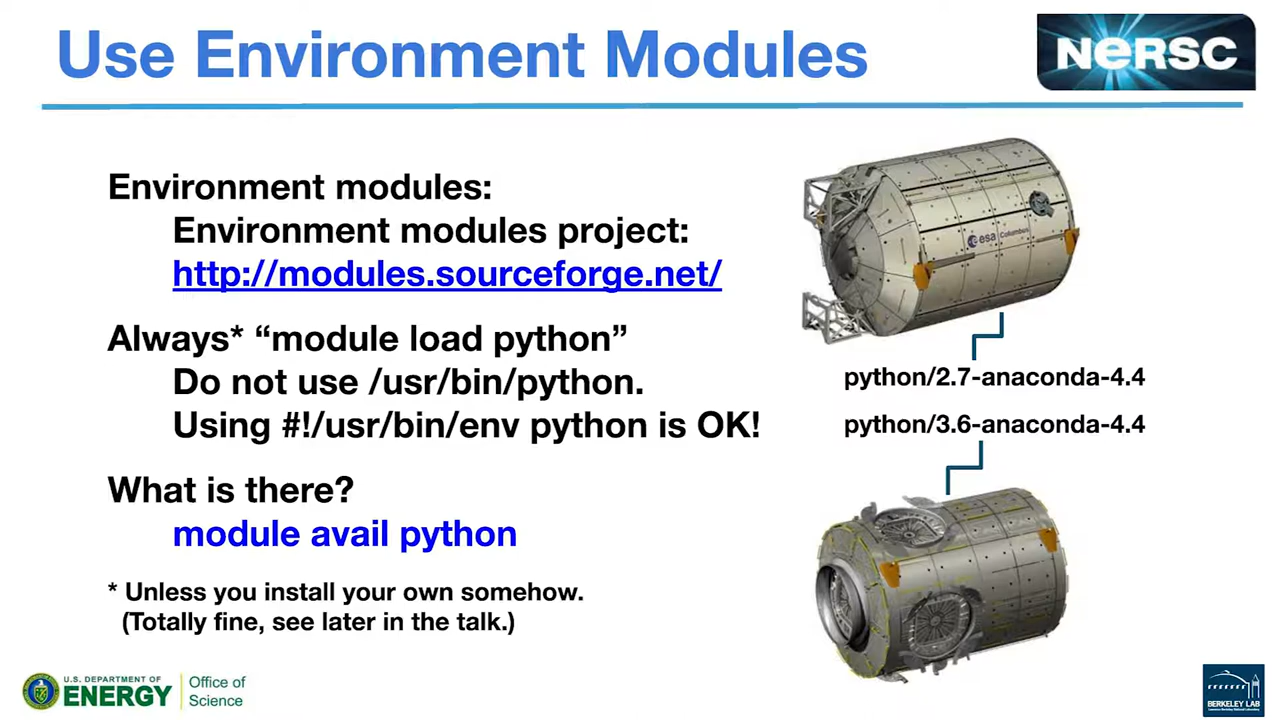 Use Environment Modules
NERSC
Environment modules:
Environment modules project:
http://modules.sourceforge.net/
Always* “module load python”
Do not use /usr/bin/python.
Using #!/usr/bin/env python is OK!
What is there?
module avail python
* Unless you install your own somehow.
(Totally fine, see later in the talk.)
esa Columbus
python/2.7-anaconda-4.4
python/3.6-anaconda-4.4
U.S. DEPARTMENT OF
ENERGY
Office of
Science
BERKELEY LAB